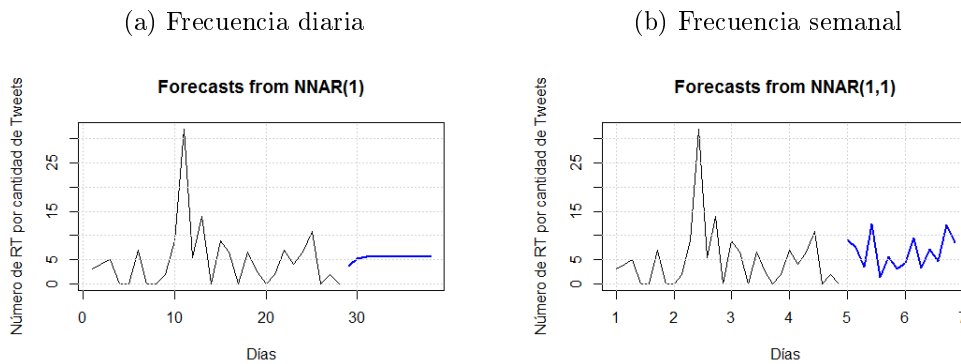 (a) Frecuencia diaria
Forecasts from NNAR(1)
Número de RT por cantidad de Tweets
25
15
5
0
0
10
20
30
Días
(b) Frecuencia semanal
Forecasts from NNAR(1,1)
Número de RT por cantidad de Tweets
25
15
5
0
1
2
3
4
5
6
7
Días